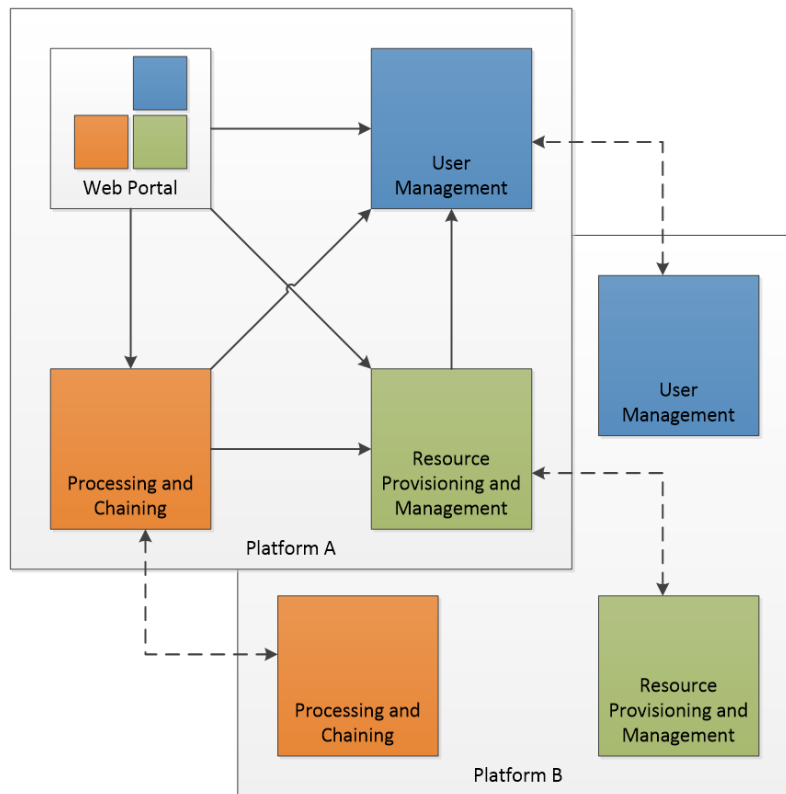 Web Portal
User
Management
Processing and
Chaining
Resource
Provisioning and
Management
Platform A
User
Management
Processing and
Chaining
Resource
Provisioning and
Management
Platform B